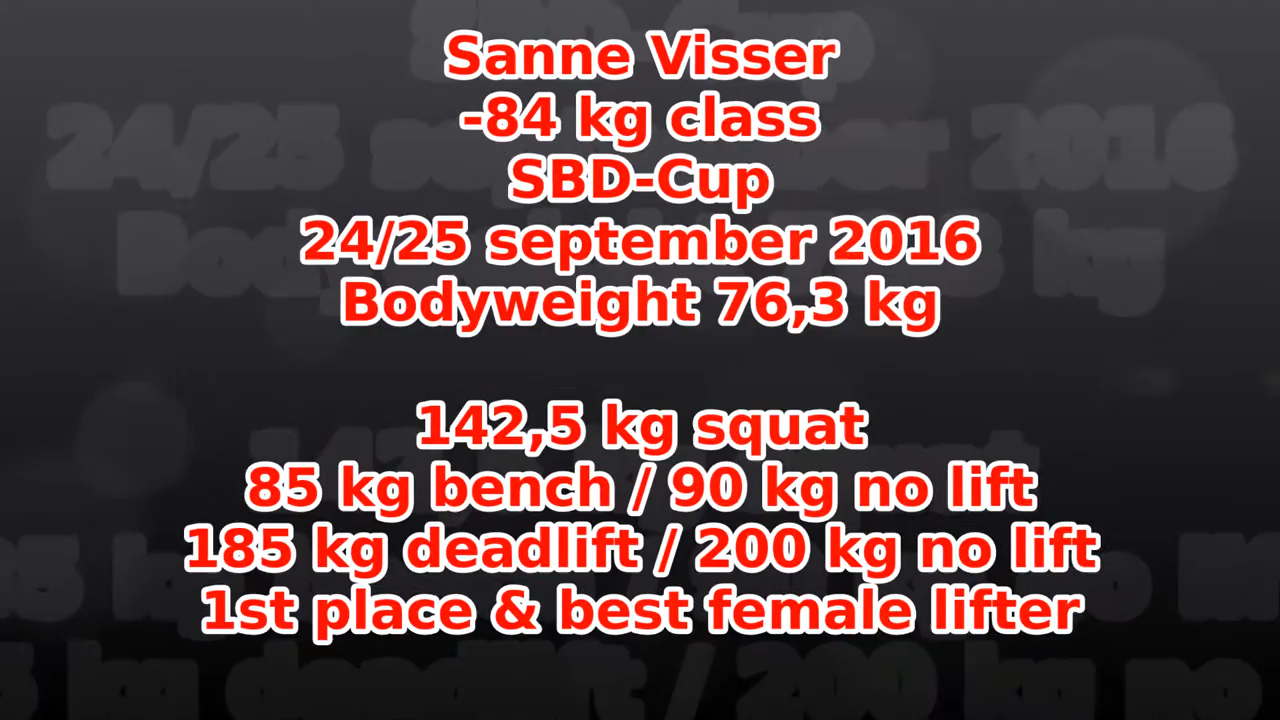 Sanne Visser
-84 kg class
SBD-Cup
24/25 september 2016
Bodyweight 76,3 kg
142,5 kg squat
85 kg bench / 90 kg no lift
185 kg deadlift / 200 kg no lift
1st place & best female lifter